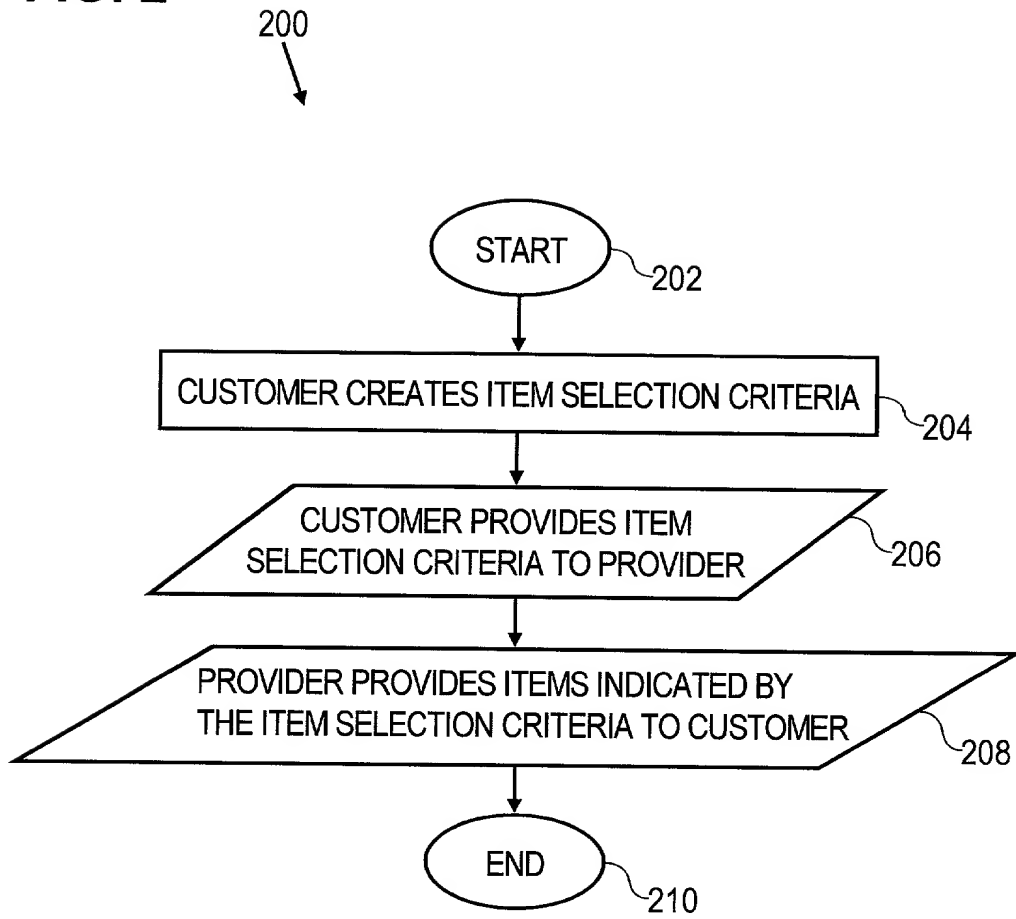 200
START
202
CUSTOMER CREATES ITEM SELECTION CRITERIA
204
CUSTOMER PROVIDES ITEM
SELECTION CRITERIA TO PROVIDER
206
PROVIDER PROVIDES ITEMS INDICATED BY
THE ITEM SELECTION CRITERIA TO CUSTOMER
208
END
210